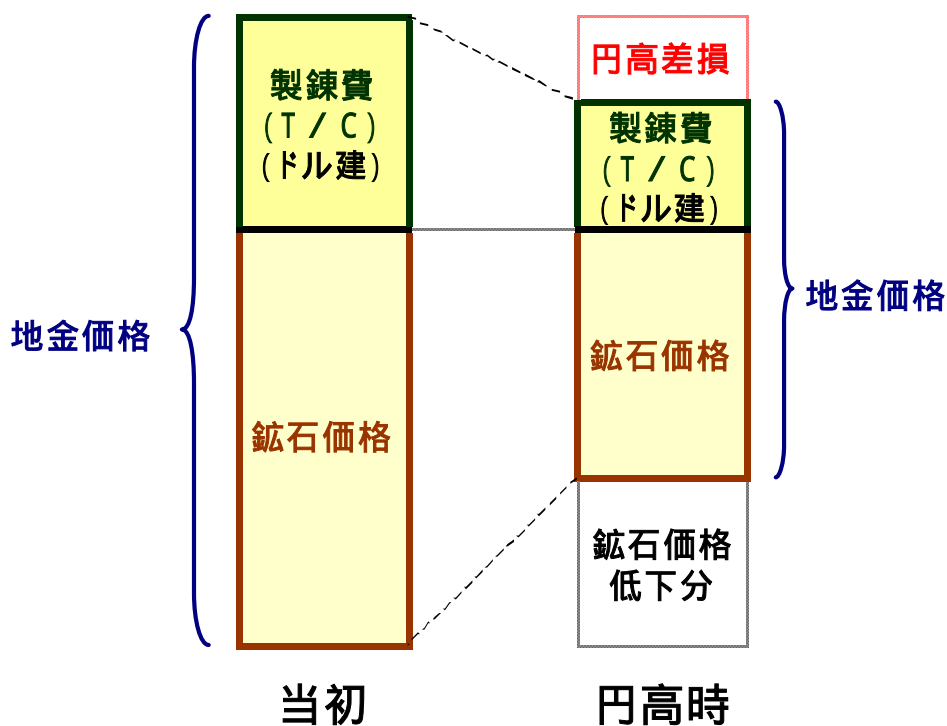 製錬費
(T/C)
(ドル建)
地金価格
鉱石価格
当初
円高差損
製錬費
(T/C)
(ドル建)
地金価格
鉱石価格
鉱石価格
低下分
円高時